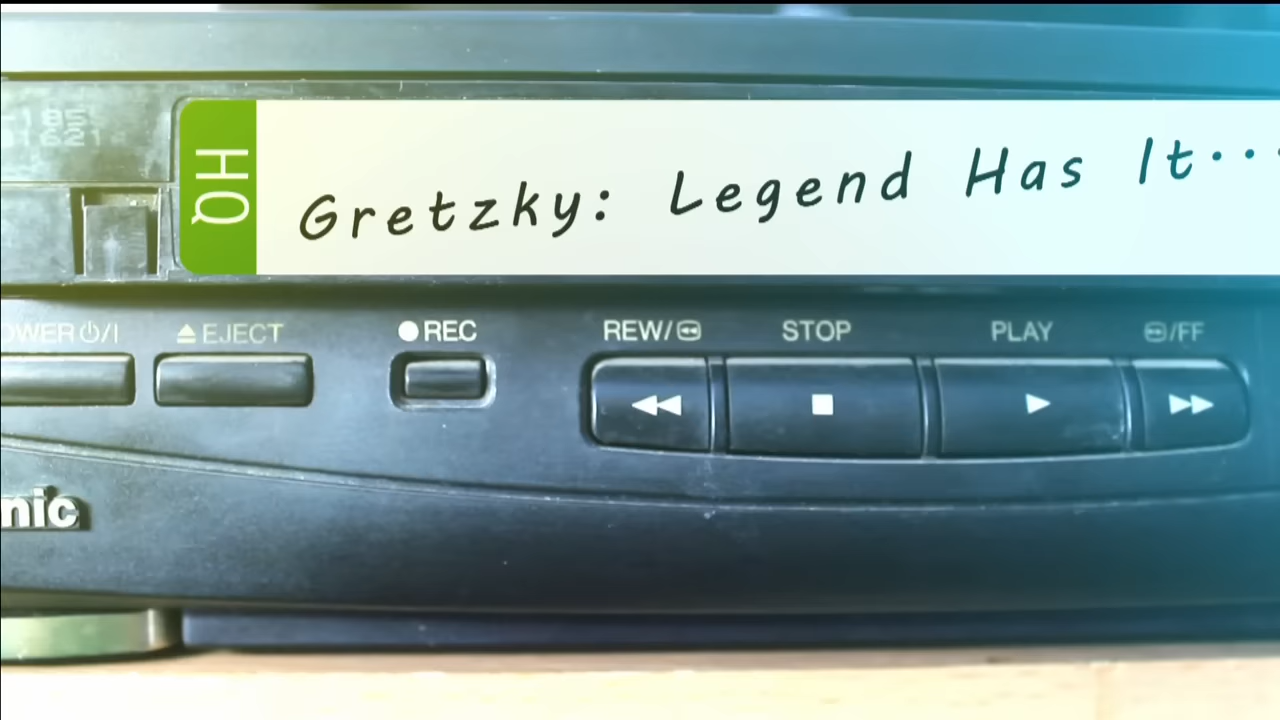 HQ
Gretzky: Legend Has It...
OWER⏻/I
⏏EJECT
●REC
REW/⏪
STOP
PLAY
/FF
nic